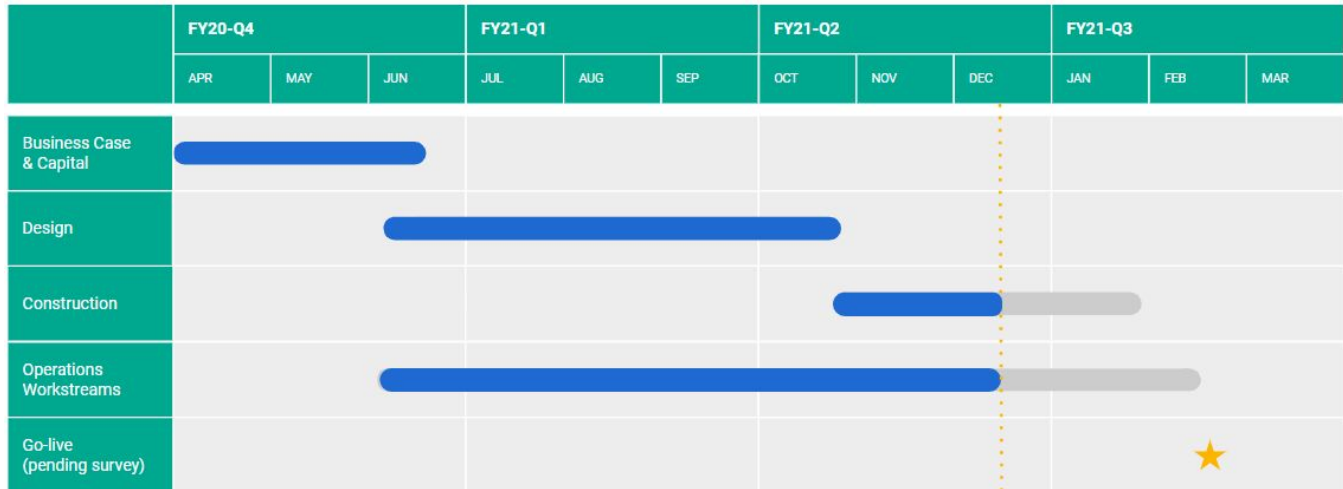 FY20-Q4 FY21-Q1 FY21-Q2 FY21-Q3
APR MAY JUN JUL AUG SEP OCT NOV DEC JAN FEB MAR
Business Case
& Capital
Design
Construction
Operations
Workstreams
Go-live
(pending survey)